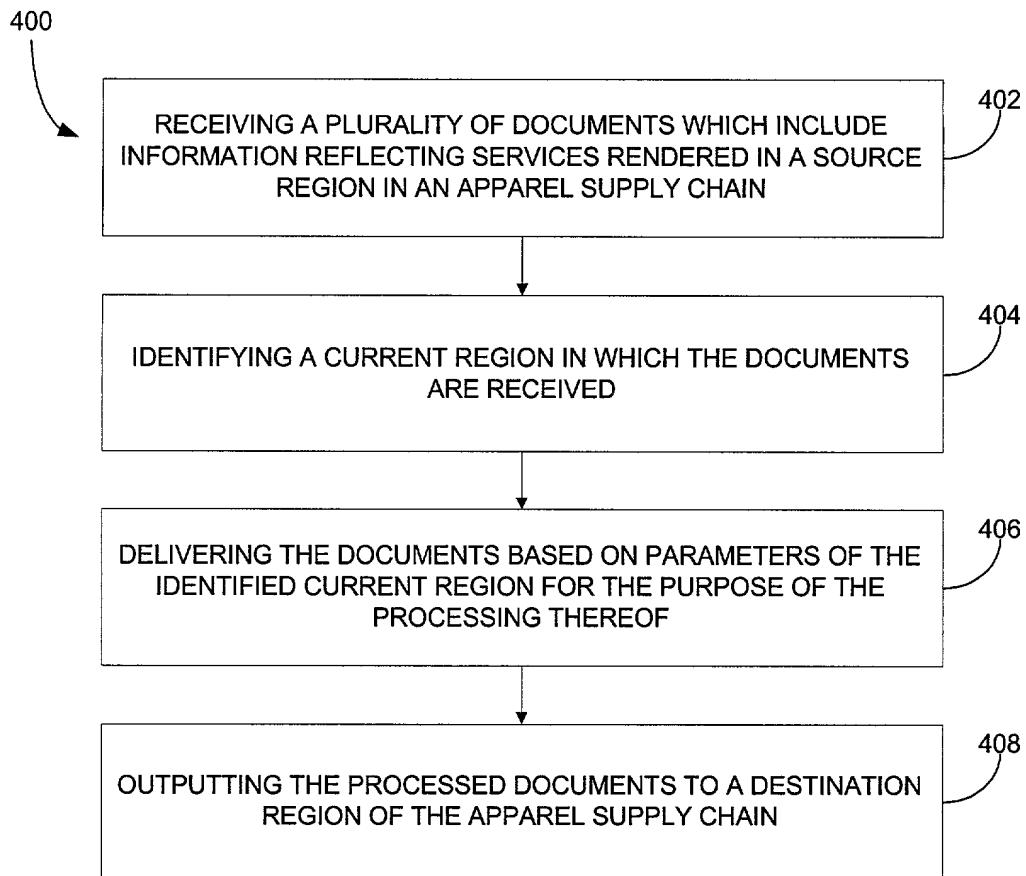 400
402
RECEIVING A PLURALITY OF DOCUMENTS WHICH INCLUDE
INFORMATION REFLECTING SERVICES RENDERED IN A SOURCE
REGION IN AN APPAREL SUPPLY CHAIN
404
IDENTIFYING A CURRENT REGION IN WHICH THE DOCUMENTS
ARE RECEIVED
406
DELIVERING THE DOCUMENTS BASED ON PARAMETERS OF THE
IDENTIFIED CURRENT REGION FOR THE PURPOSE OF THE
PROCESSING THEREOF
408
OUTPUTTING THE PROCESSED DOCUMENTS TO A DESTINATION
REGION OF THE APPAREL SUPPLY CHAIN